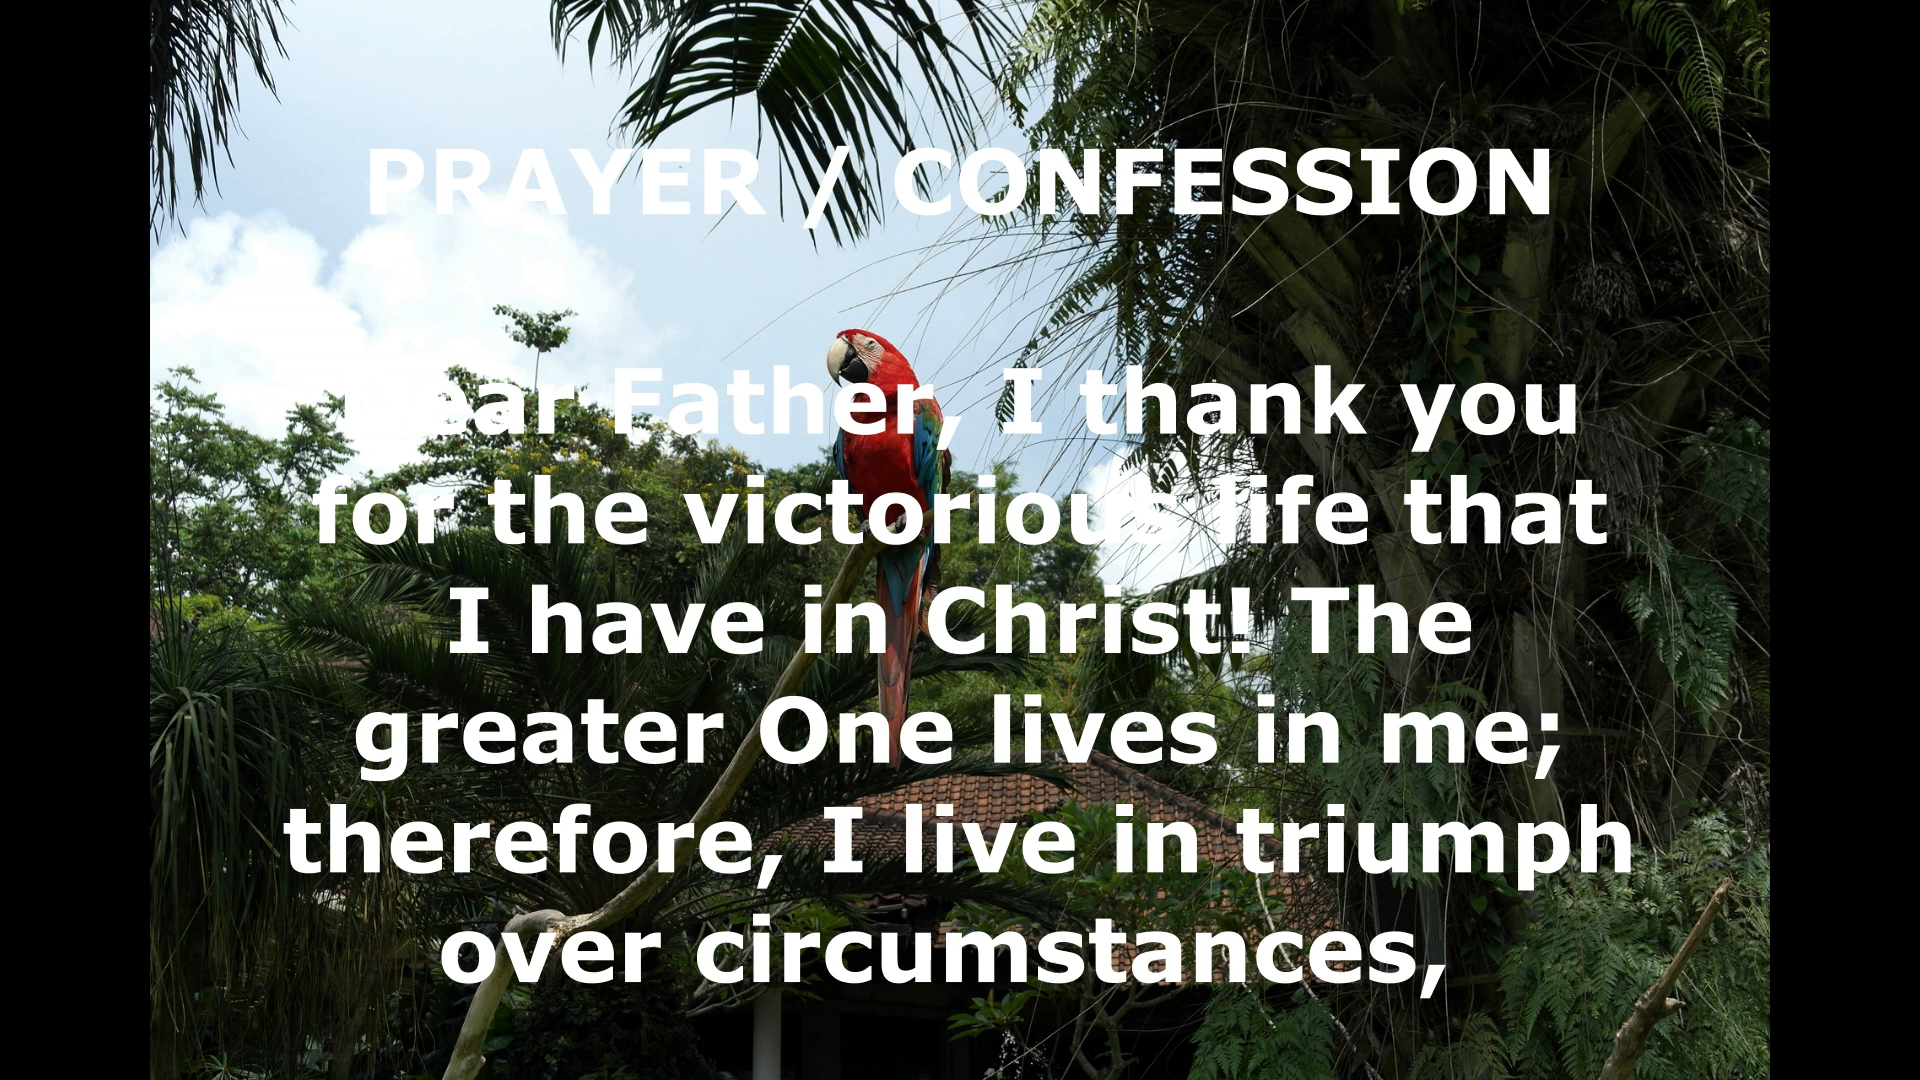 PRAYER / CONFESSION
Dear Father, I thank you
for the victorious life that
I have in Christ! The
greater One lives in me;
therefore, I live in triumph
over circumstances,